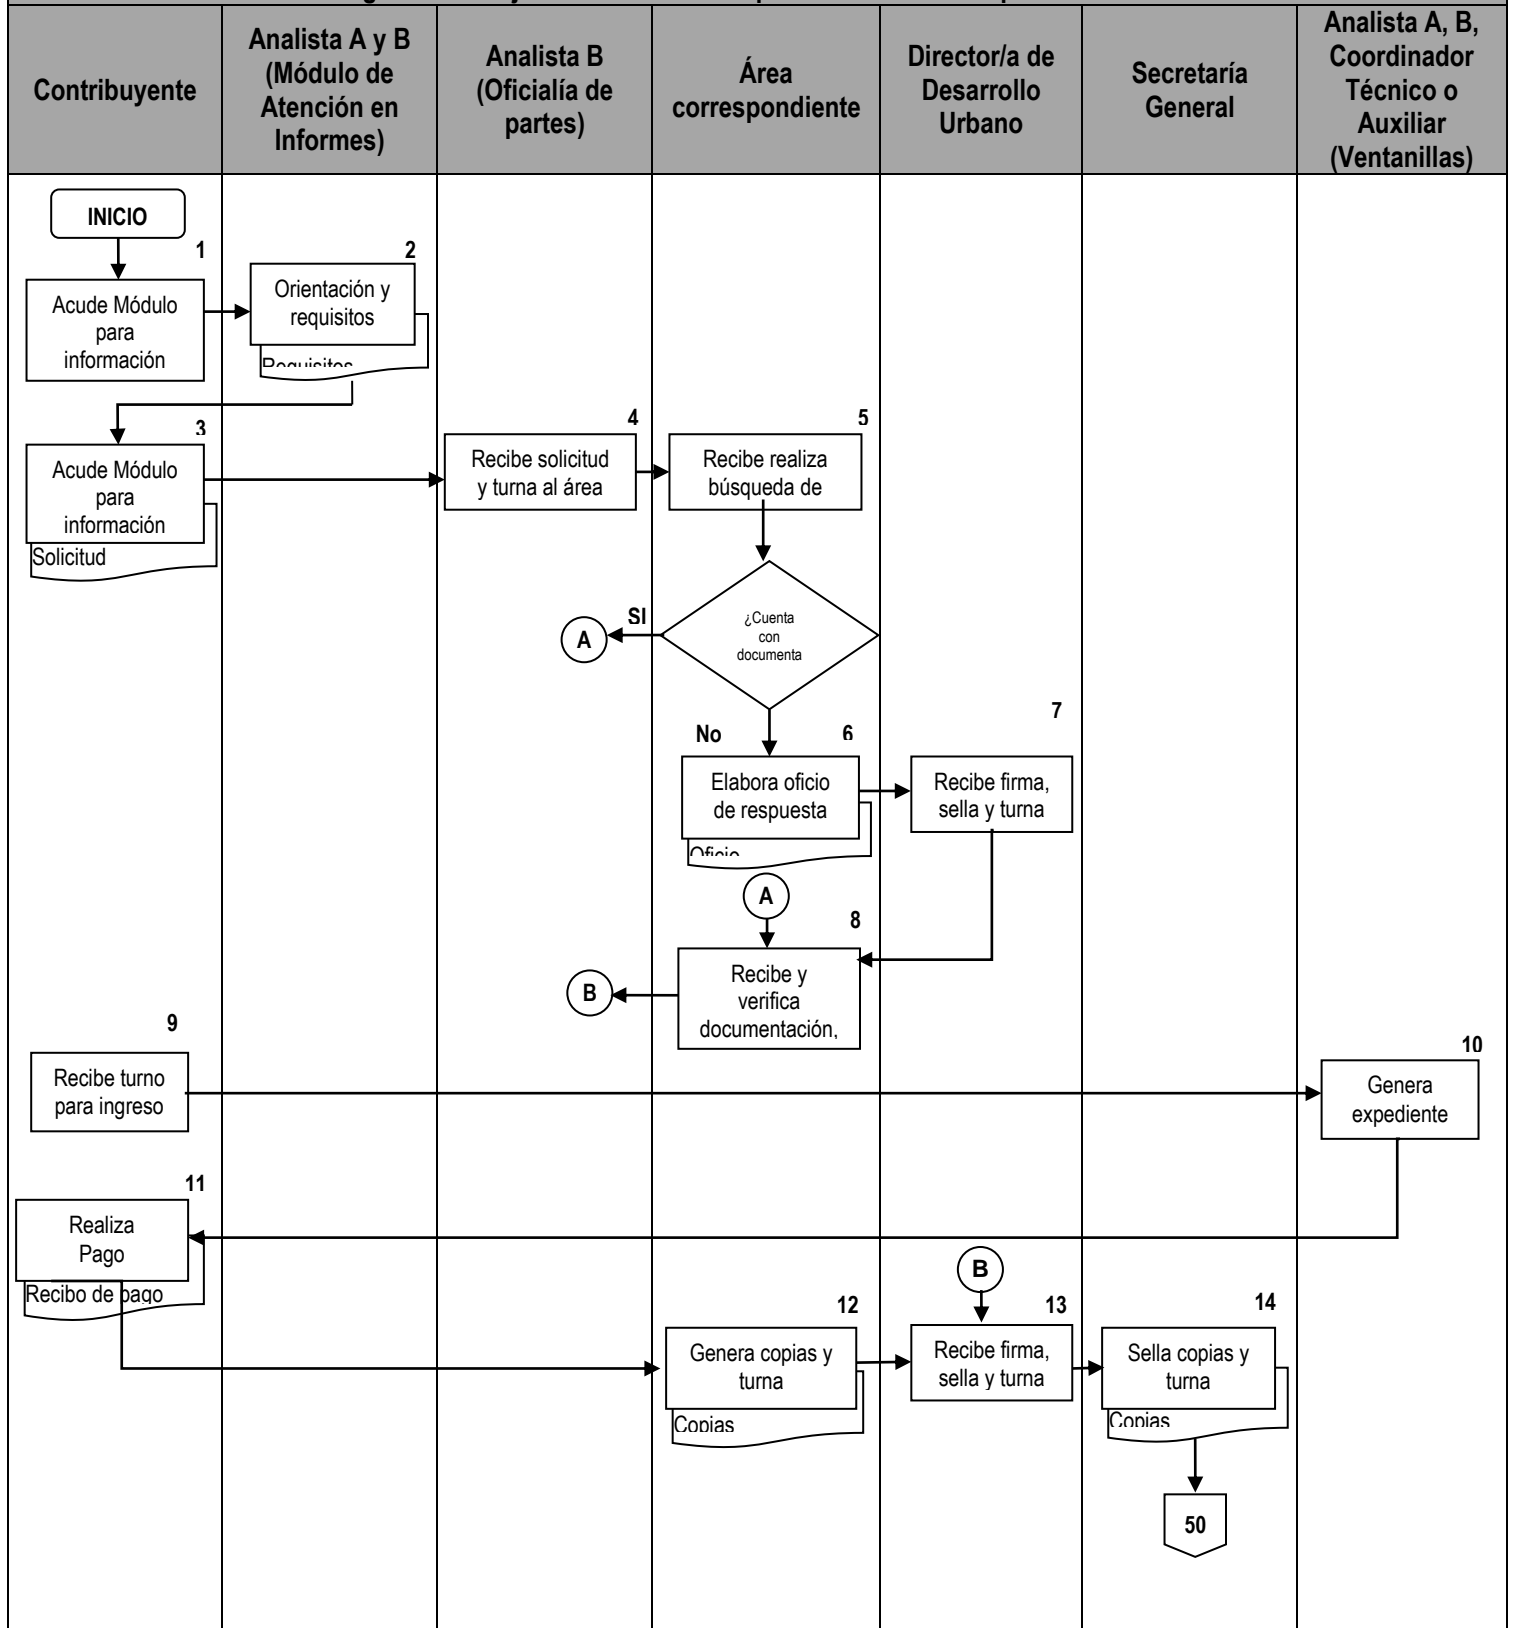 Contribuyente
Analista A y B
(Módulo de
Atención en
Informes)
Analista B
(Oficialía de
partes)
Área
correspondiente
Director/a de
Desarrollo
Urbano
Secretaría
General
Analista A, B,
Coordinador
Técnico o
Auxiliar
(Ventanillas)
INICIO
1
Acude Módulo
para
información
2
Orientación y
requisitos
Requisitos
3
Acude Módulo
para
información
Solicitud
4
Recibe solicitud
y turna al área
5
Recibe realiza
búsqueda de
¿Cuenta
con
documenta
SI
A
No
6
Elabora oficio
de respuesta
Oficio
7
Recibe firma,
sella y turna
A
8
Recibe y
verifica
documentación,
B
9
Recibe turno
para ingreso
10
Genera
expediente
11
Realiza
Pago
Recibo de pago
12
Genera copias y
turna
Copias
B
13
Recibe firma,
sella y turna
14
Sella copias y
turna
Copias
50